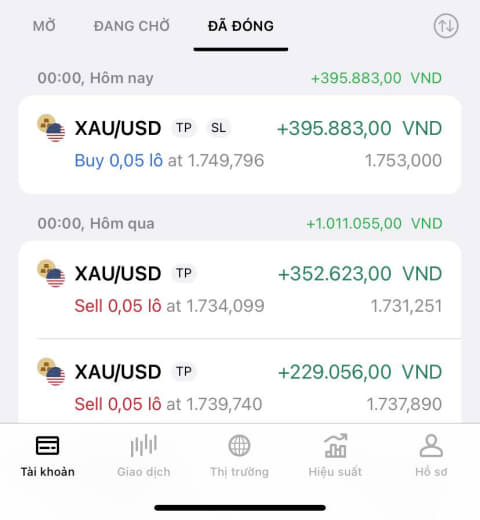 MỞ ĐANG CHỜ ĐÃ ĐÓNG
00:00, Hôm nay +395.883,00 VND
XAU/USD TP SL +395.883,00 VND
Buy 0,05 lô at 1.749,796 1.753,000
00:00, Hôm qua +1.011.055,00 VND
XAU/USD TP +352.623,00 VND
Sell 0,05 lô at 1.734,099 1.731,251
XAU/USD TP +229.056,00 VND
Sell 0,05 lô at 1.739,740 1.737,890
Tài khoản Giao dịch Thị trường Hiệu suất Hồ sơ